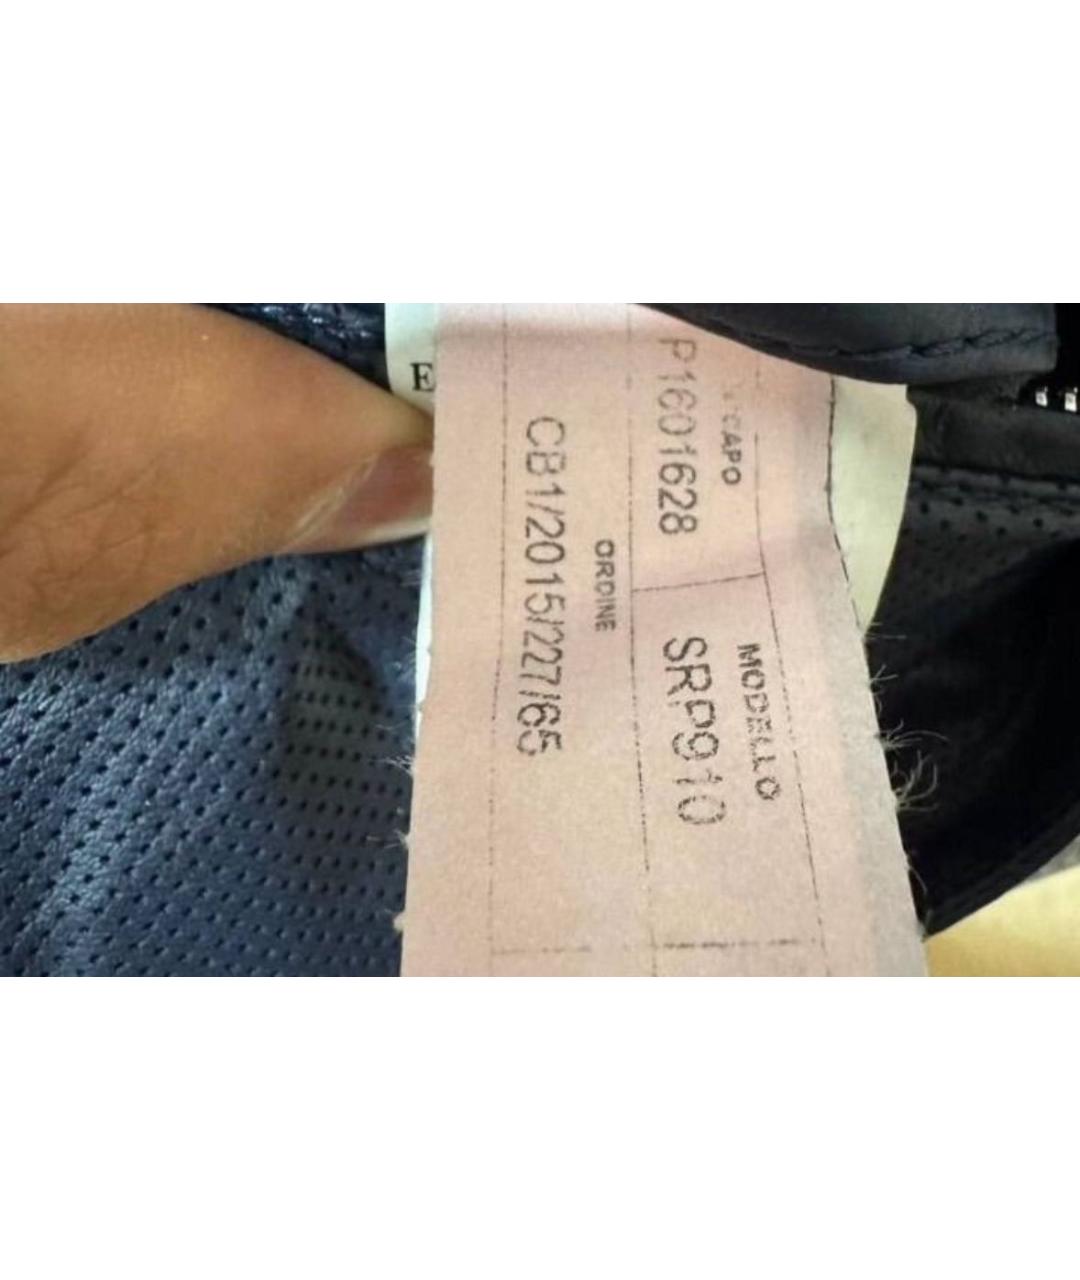 CAPO
P1601628
MODELLO
SRP910
ORDINE
CB1/2015/227/65
E